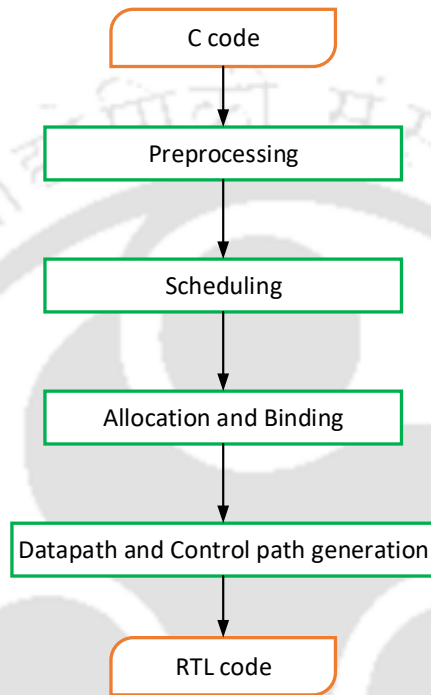 C code
Preprocessing
Scheduling
Allocation and Binding
Datapath and Control path generation
RTL code